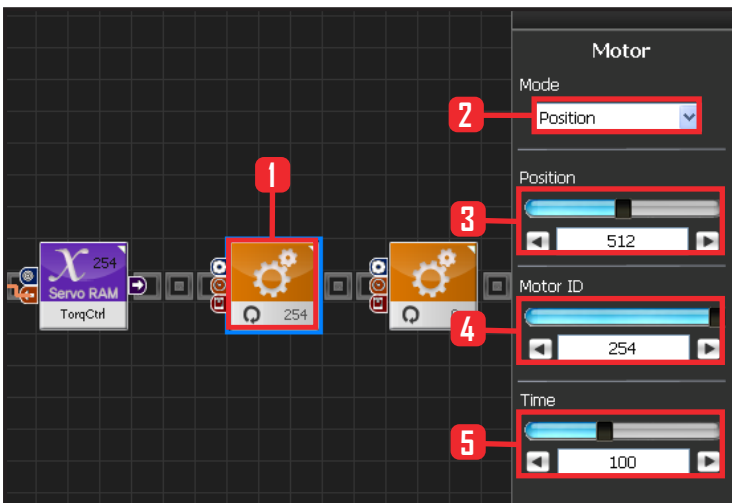 Motor
Mode
2
Position
1
Position
3
512
254
Servo RAM
TorqCtrl
254
Motor ID
4
254
Time
5
100